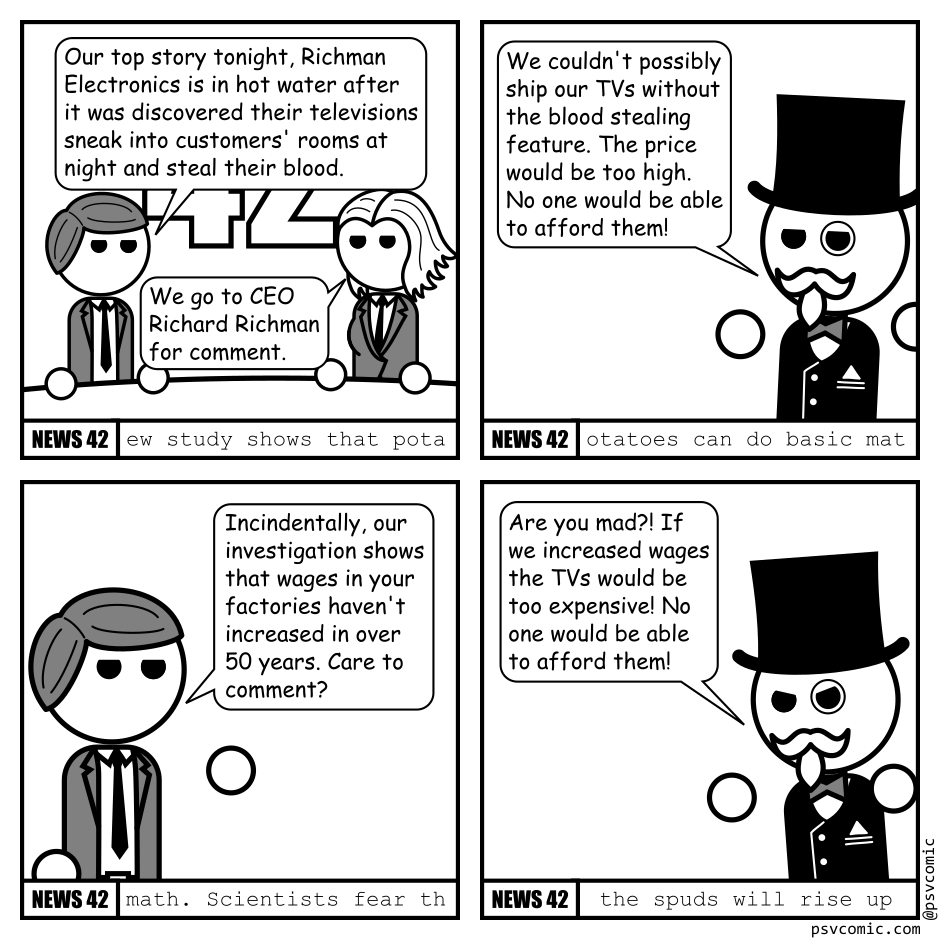 Our top story tonight, Richman
Electronics is in hot water after
it was discovered their televisions
sneak into customers' rooms at
night and steal their blood.
42
We go to CEO
Richard Richman
for comment.
NEWS 42 ew study shows that pota
We couldn't possibly
ship our TVs without
the blood stealing
feature. The price
would be too high.
No one would be able
to afford them!
NEWS 42 otatoes can do basic mat
Incindentally, our
investigation shows
that wages in your
factories haven't
increased in over
50 years. Care to
comment?
NEWS 42 math. Scientists fear th
Are you mad?! If
we increased wages
the TVs would be
too expensive! No
one would be able
to afford them!
NEWS 42 the spuds will rise up
@psvcomic
psvcomic.com